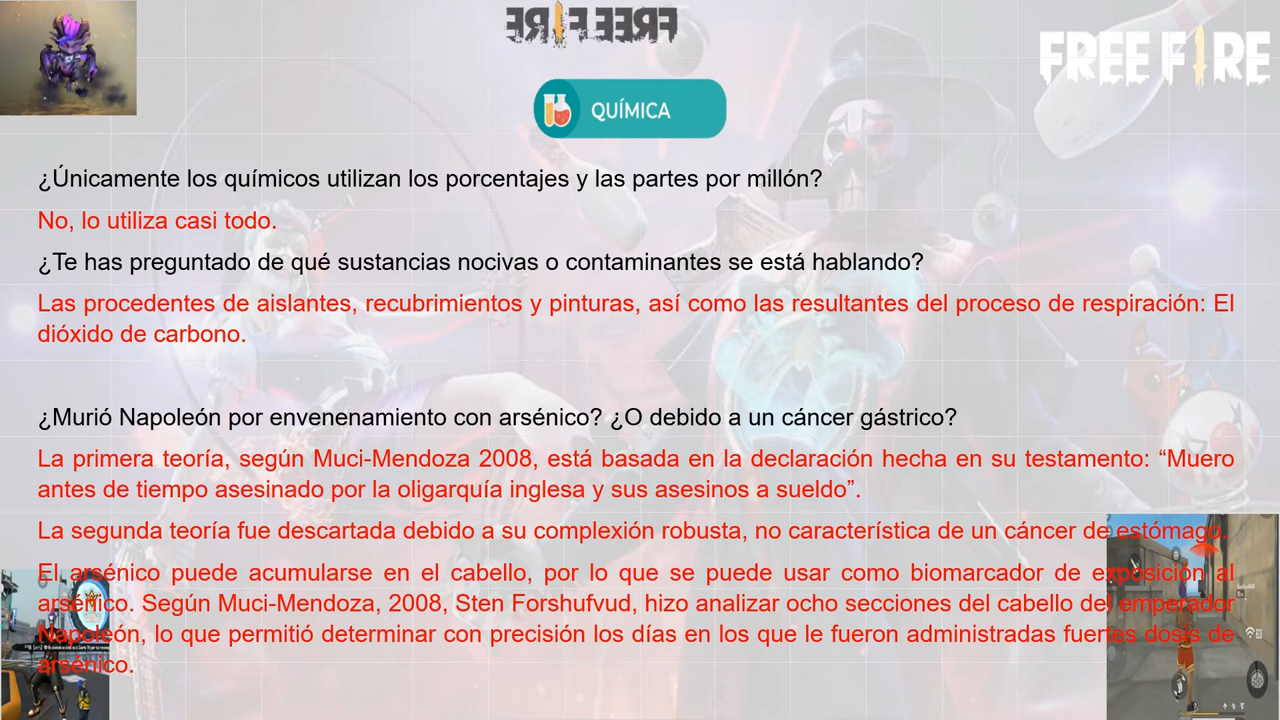 FREE FIRE
FREE FIRE
QUÍMICA
¿Únicamente los químicos utilizan los porcentajes y las partes por millón?
No, lo utiliza casi todo.
¿Te has preguntado de qué sustancias nocivas o contaminantes se está hablando?
Las procedentes de aislantes, recubrimientos y pinturas, así como las resultantes del proceso de respiración: El
dióxido de carbono.
¿Murió Napoleón por envenenamiento con arsénico? ¿O debido a un cáncer gástrico?
La primera teoría, según Muci-Mendoza 2008, está basada en la declaración hecha en su testamento: “Muero
antes de tiempo asesinado por la oligarquía inglesa y sus asesinos a sueldo”.
La segunda teoría fue descartada debido a su complexión robusta, no característica de un cáncer de estómago.
El arsénico puede acumularse en el cabello, por lo que se puede usar como biomarcador de exposición al
arsénico. Según Muci-Mendoza, 2008, Sten Forshufvud, hizo analizar ocho secciones del cabello del emperador
Napoleón, lo que permitió determinar con precisión los días en los que le fueron administradas fuertes dosis de
arsénico.